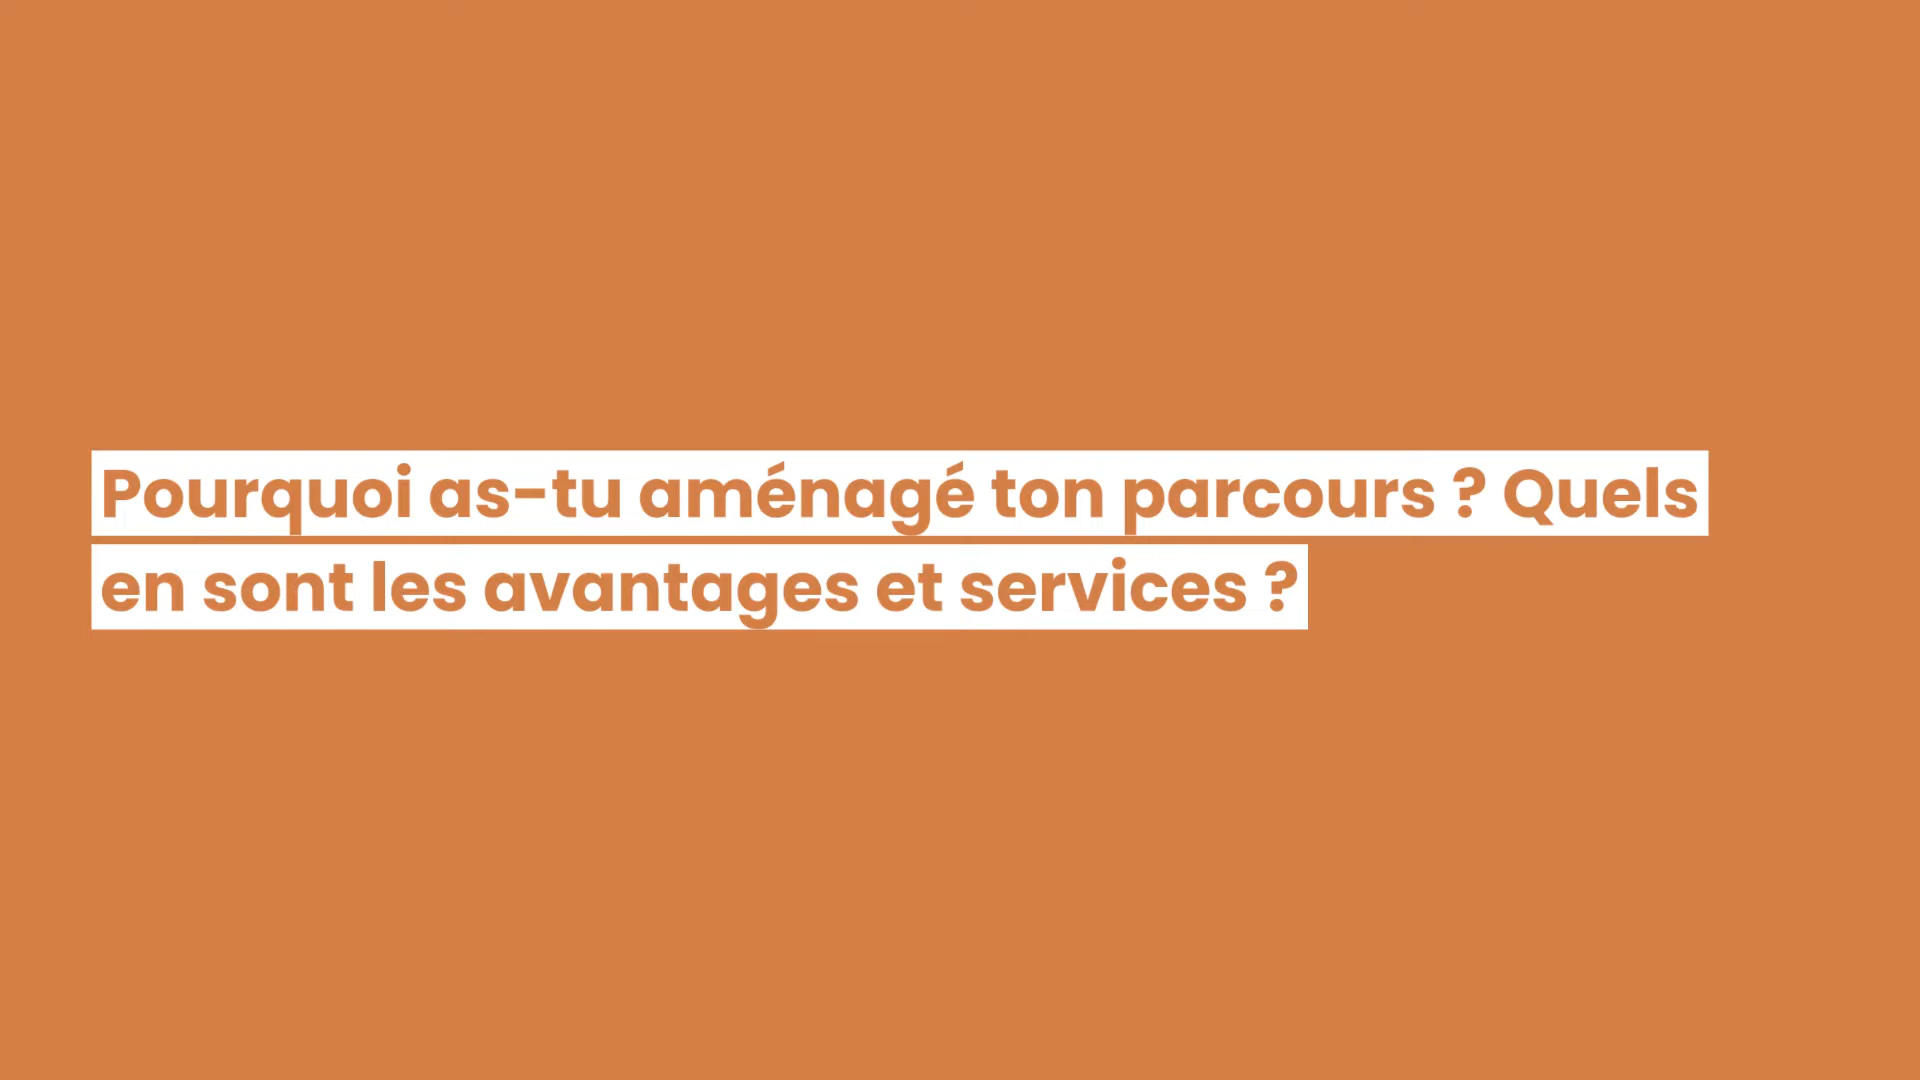 Pourquoi as-tu aménagé ton parcours ? Quels
en sont les avantages et services ?